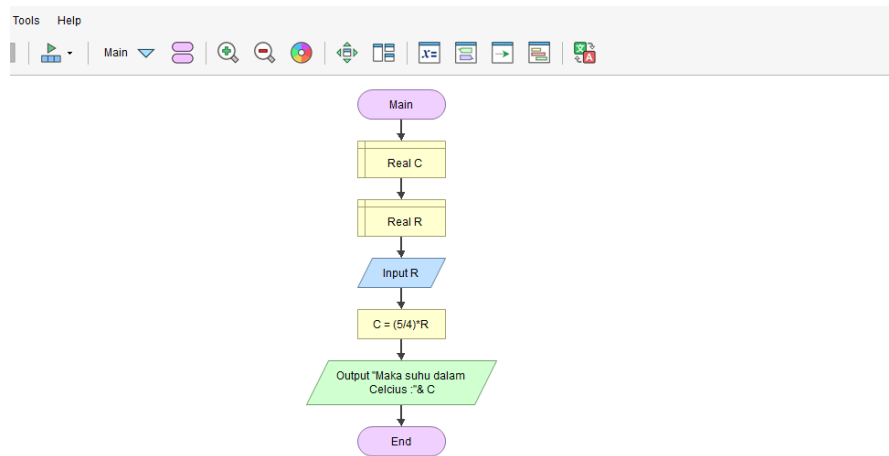 Tools Help
Main
x=
A
Main
Real C
Real R
Input R
C = (5/4)*R
Output "Maka suhu dalam
Celcius :"& C
End